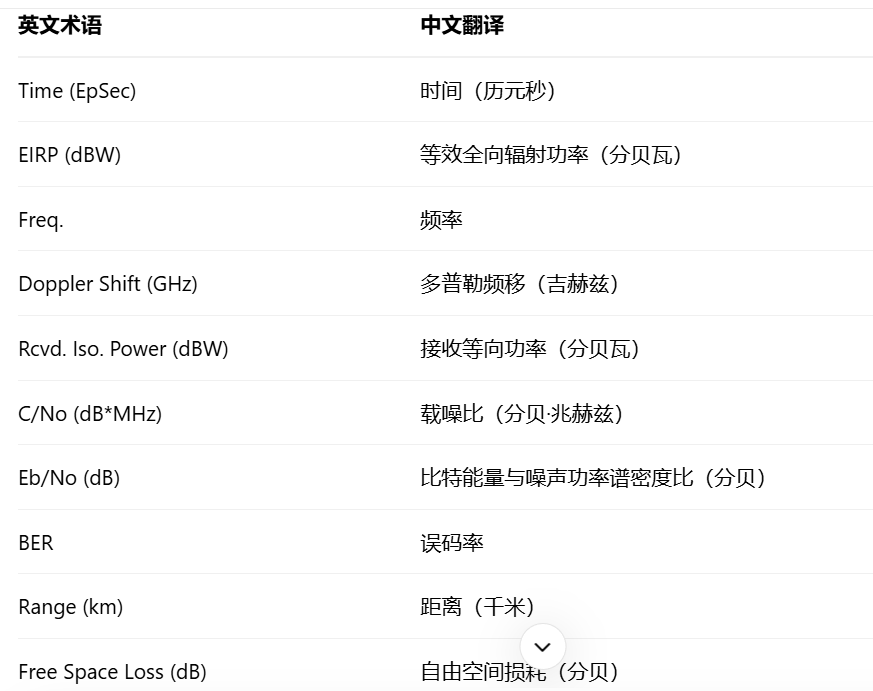 英文术语 中文翻译
Time (EpSec) 时间（历元秒）
EIRP (dBW) 等效全向辐射功率（分贝瓦）
Freq. 频率
Doppler Shift (GHz) 多普勒频移（吉赫兹）
Rcvd. Iso. Power (dBW) 接收等向功率（分贝瓦）
C/No (dB*MHz) 载噪比（分贝·兆赫兹）
Eb/No (dB) 比特能量与噪声功率谱密度比（分贝）
BER 误码率
Range (km) 距离（千米）
Free Space Loss (dB) 自由空间损耗（分贝）